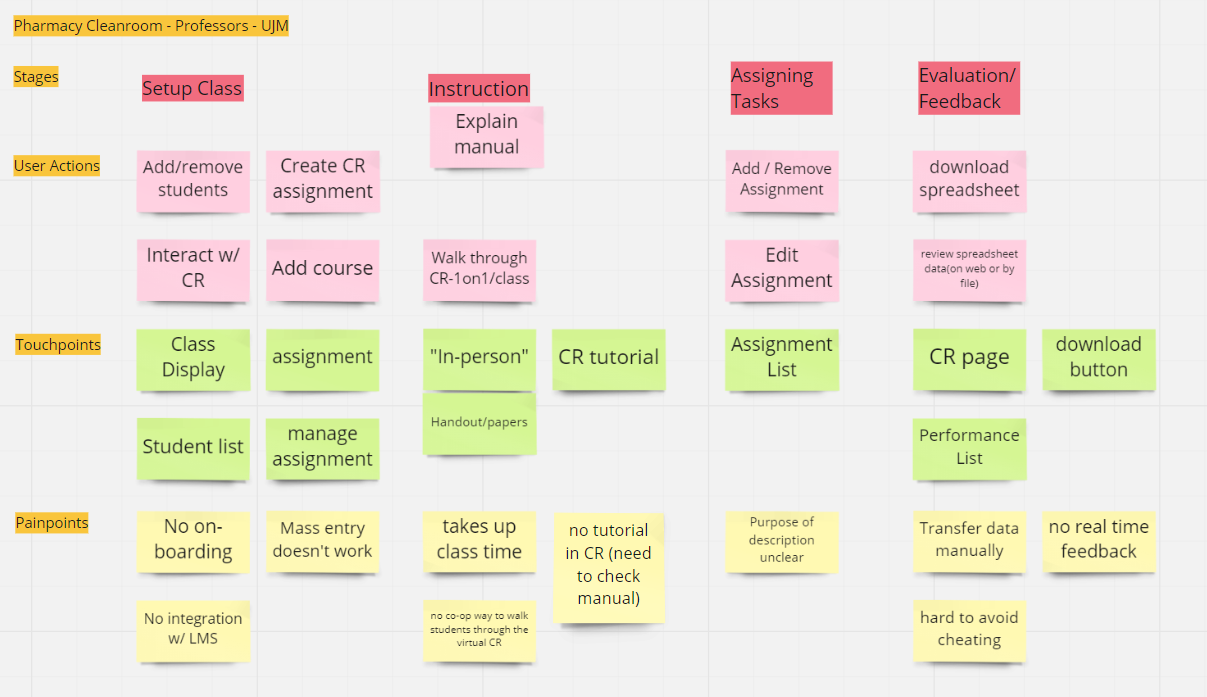 Pharmacy Cleanroom - Professors - UJM
Stages
Setup Class
Instruction
Assigning
Tasks
Evaluation/
Feedback
User Actions
Add/remove
students
Create CR
assignment
Explain
manual
Add / Remove
Assignment
download
spreadsheet
Interact w/
CR
Add course
Walk through
CR-1on1/class
Edit
Assignment
review spreadsheet
data(on web or by
file)
Touchpoints
Class
Display
assignment
"In-person"
CR tutorial
Assignment
List
CR page
download
button
Student list
manage
assignment
Handout/papers
Performance
List
Painpoints
No on-
boarding
Mass entry
doesn't work
takes up
class time
no tutorial
in CR (need
to check
manual)
Purpose of
description
unclear
Transfer data
manually
no real time
feedback
No integration
w/ LMS
no co-op way to walk
students through the
virtual CR
hard to avoid
cheating